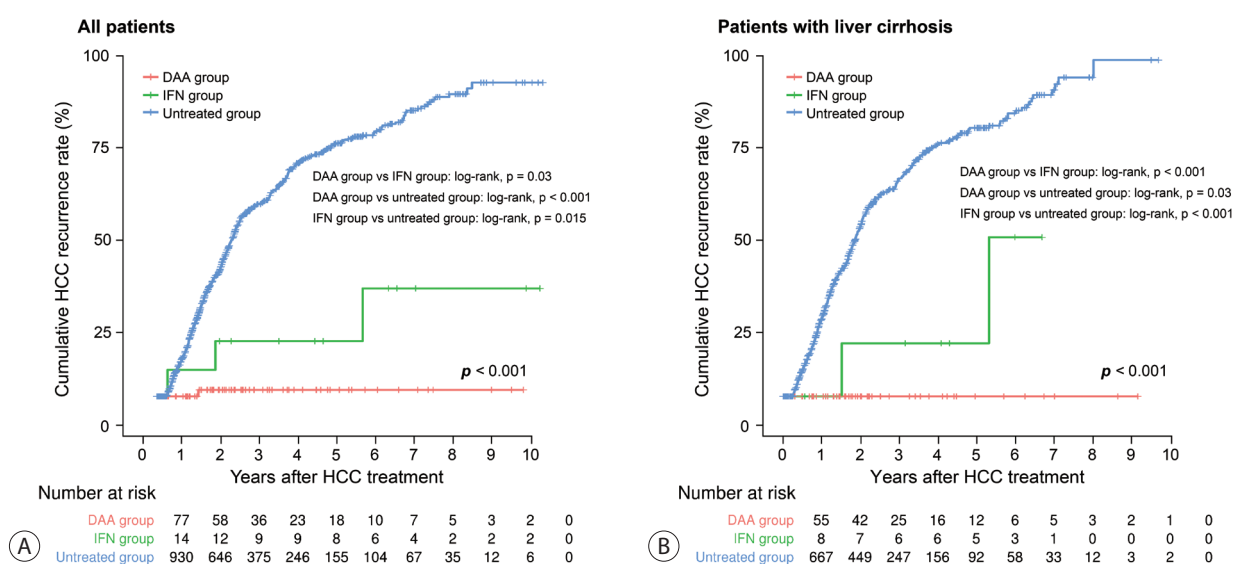 All patients
100
75
50
25
0
Cumulative HCC recurrence rate (%)
DAA group
IFN group
Untreated group
DAA group vs IFN group: log-rank, p = 0.03
DAA group vs untreated group: log-rank, p < 0.001
IFN group vs untreated group: log-rank, p = 0.015
p < 0.001
0 1 2 3 4 5 6 7 8 9 10
Years after HCC treatment
Number at risk
DAA group 77 58 36 23 18 10 7 5 3 2 0
IFN group 14 12 9 9 8 6 4 2 2 2 0
Untreated group 930 646 375 246 155 104 67 35 12 6 0
A
Patients with liver cirrhosis
100
75
50
25
0
Cumulative HCC recurrence rate (%)
DAA group
IFN group
Untreated group
DAA group vs IFN group: log-rank, p < 0.001
DAA group vs untreated group: log-rank, p = 0.03
IFN group vs untreated group: log-rank, p < 0.001
p < 0.001
0 1 2 3 4 5 6 7 8 9 10
Years after HCC treatment
Number at risk
DAA group 55 42 25 16 12 6 5 3 2 1 0
IFN group 8 7 6 6 5 3 1 0 0 0 0
Untreated group 667 449 247 156 92 58 33 12 3 2 0
B